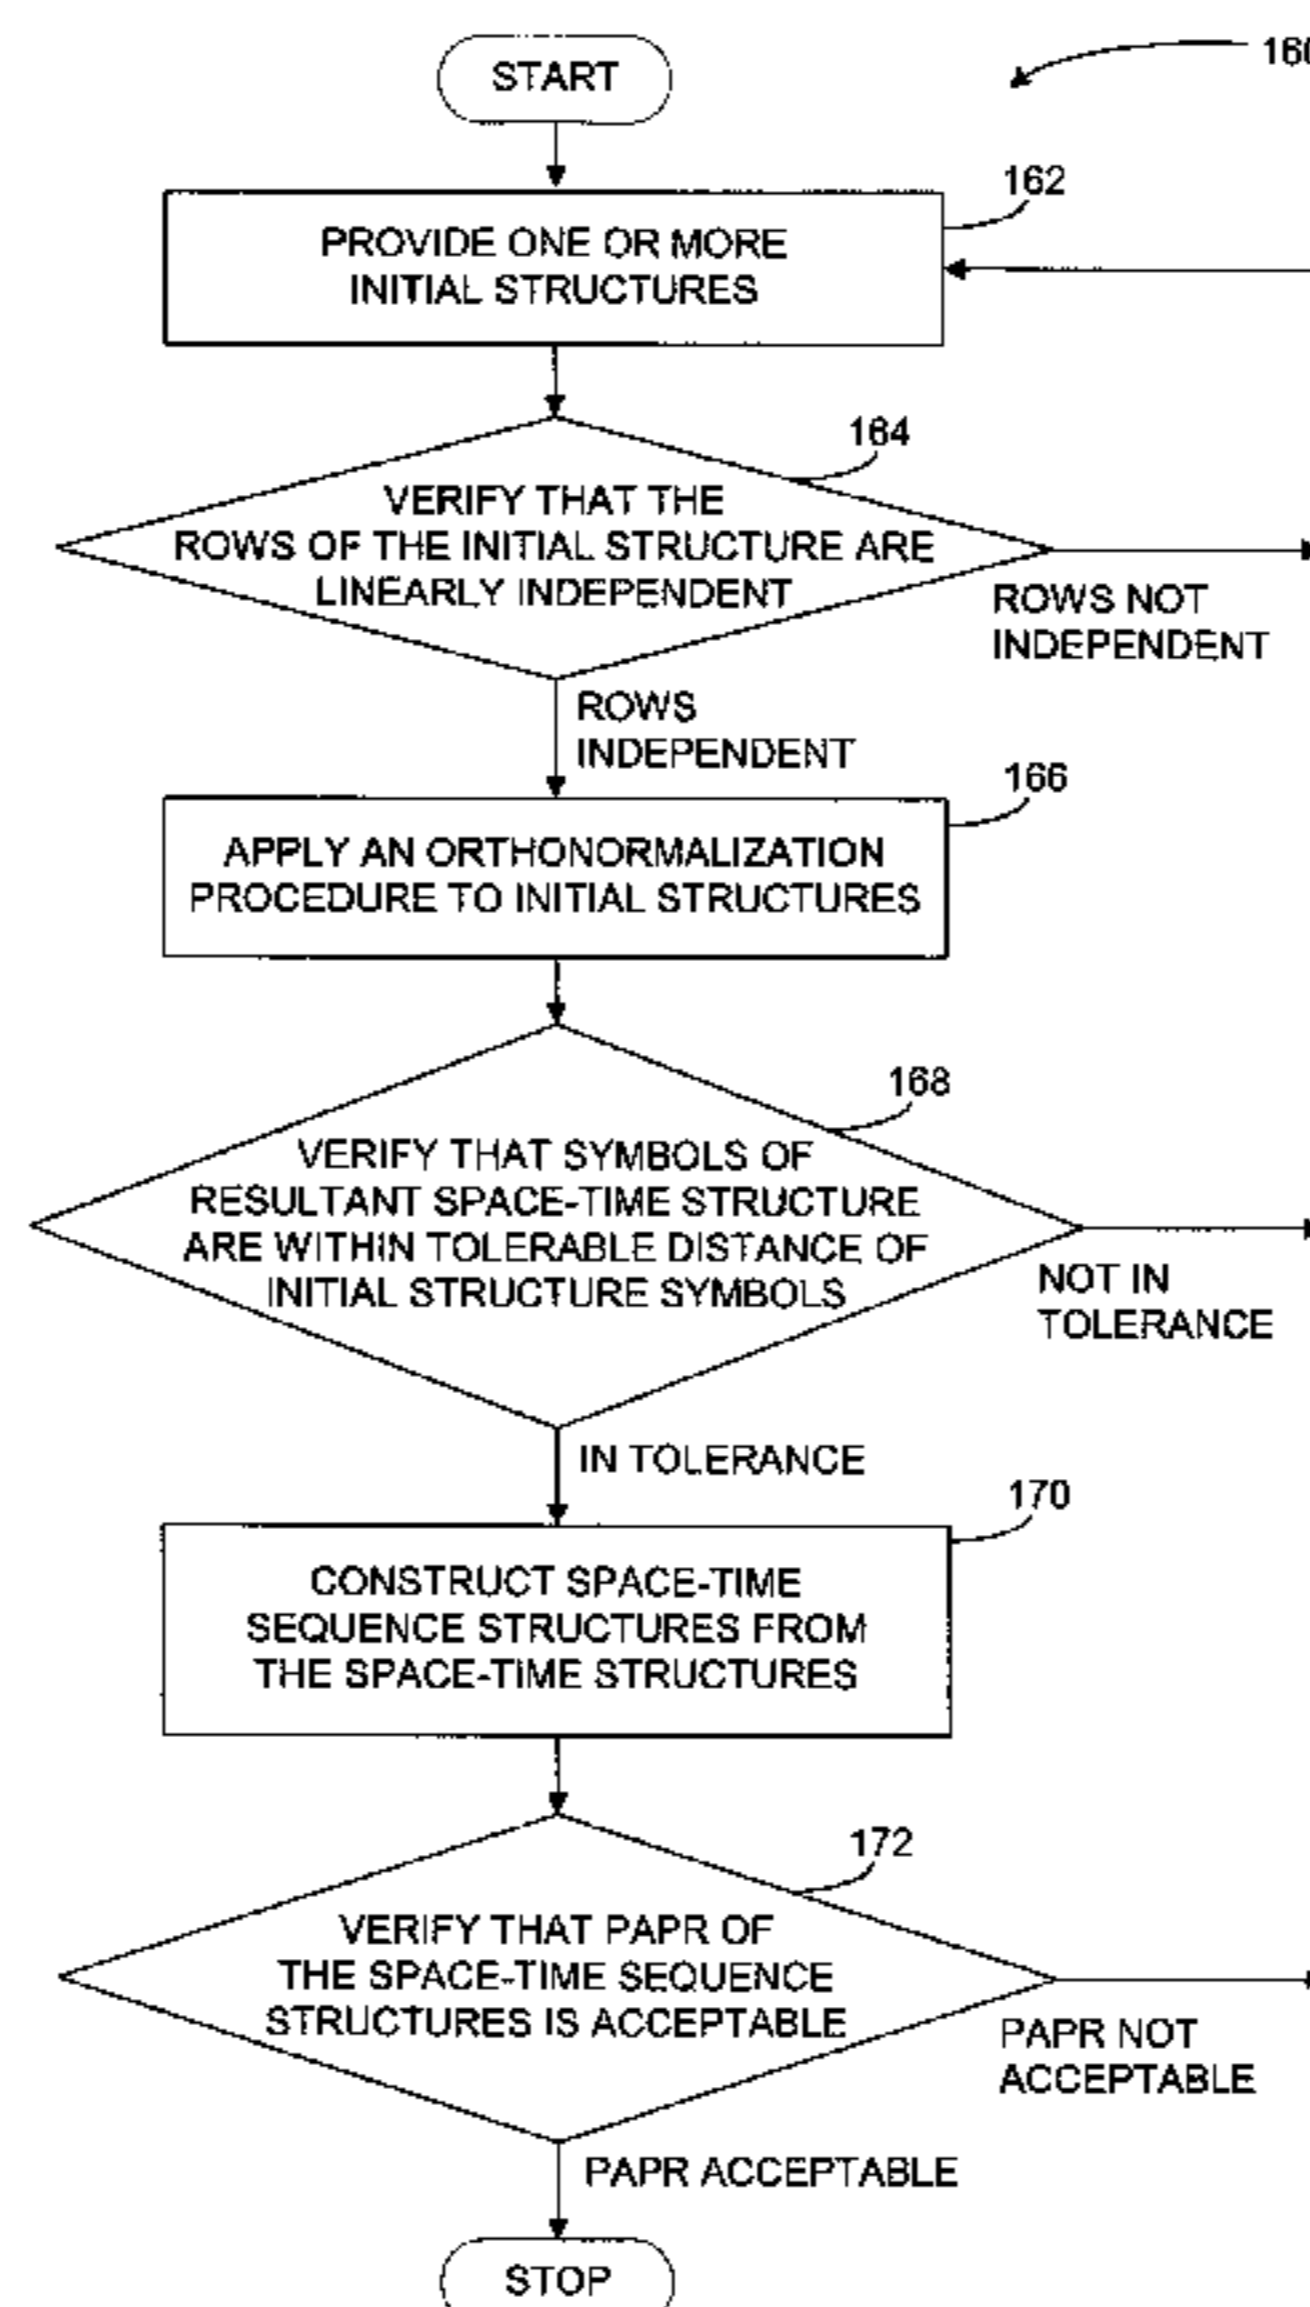 START
160
162
PROVIDE ONE OR MORE
INITIAL STRUCTURES
164
VERIFY THAT THE
ROWS OF THE INITIAL STRUCTURE ARE
LINEARLY INDEPENDENT
ROWS NOT
INDEPENDENT
ROWS
INDEPENDENT
166
APPLY AN ORTHONORMALIZATION
PROCEDURE TO INITIAL STRUCTURES
168
VERIFY THAT SYMBOLS OF
RESULTANT SPACE-TIME STRUCTURE
ARE WITHIN TOLERABLE DISTANCE OF
INITIAL STRUCTURE SYMBOLS
NOT IN
TOLERANCE
IN TOLERANCE
170
CONSTRUCT SPACE-TIME
SEQUENCE STRUCTURES FROM
THE SPACE-TIME STRUCTURES
172
VERIFY THAT PAPR OF
THE SPACE-TIME SEQUENCE
STRUCTURES IS ACCEPTABLE
PAPR NOT
ACCEPTABLE
PAPR ACCEPTABLE
STOP